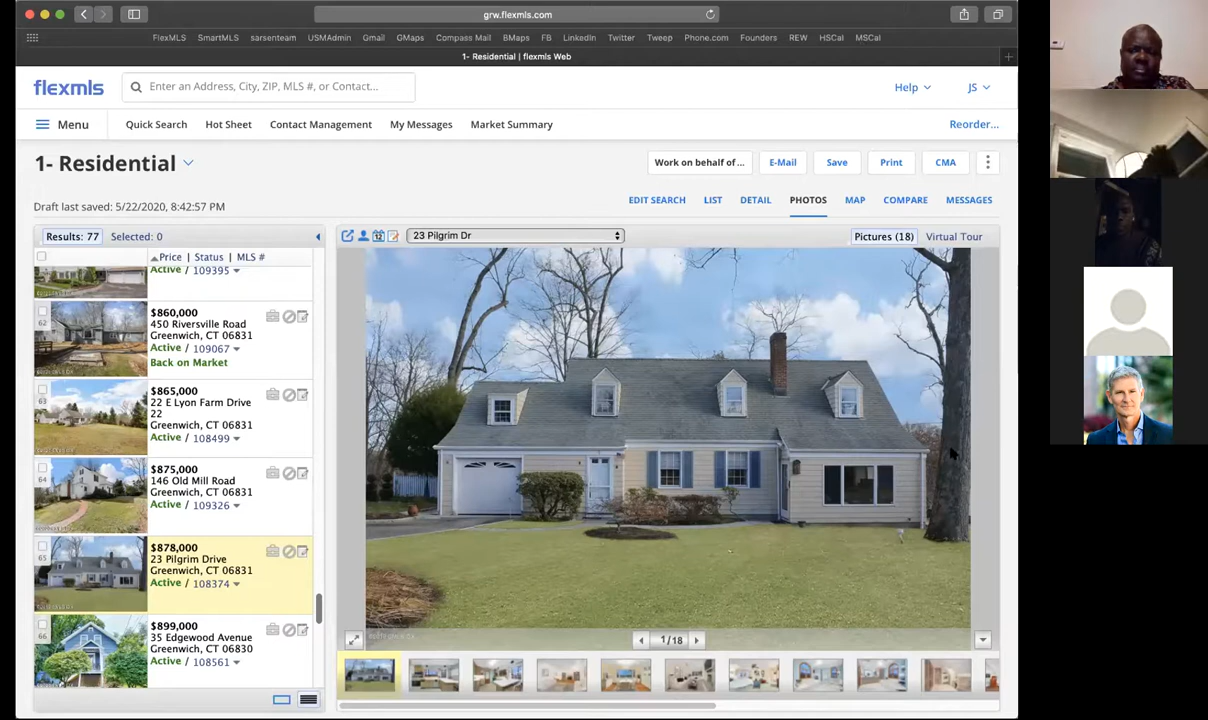 grw.flexmls.com
FlexMLS SmartMLS sarsenteam USMAdmin Gmail GMaps Compass Mail BMaps FB LinkedIn Twitter Tweep Phone.com Founders REW HSCal MSCal
1- Residential | flexmls Web
flexmls
Enter an Address, City, ZIP, MLS #, or Contact...
Help
JS
Menu Quick Search Hot Sheet Contact Management My Messages Market Summary Reorder...
1- Residential
Work on behalf of ... E-Mail Save Print CMA
Draft last saved: 5/22/2020, 8:42:57 PM
EDIT SEARCH LIST DETAIL PHOTOS MAP COMPARE MESSAGES
Results: 77 Selected: 0
23 Pilgrim Dr
Pictures (18) Virtual Tour
Price | Status | MLS #
Active / 109395
62
$860,000
450 Riversville Road
Greenwich, CT 06831
Active / 109067
Back on Market
63
$865,000
22 E Lyon Farm Drive
22
Greenwich, CT 06831
Active / 108499
64
$875,000
146 Old Mill Road
Greenwich, CT 06831
Active / 109326
65
$878,000
23 Pilgrim Drive
Greenwich, CT 06831
Active / 108374
66
$899,000
35 Edgewood Avenue
Greenwich, CT 06830
Active / 108561
1/18